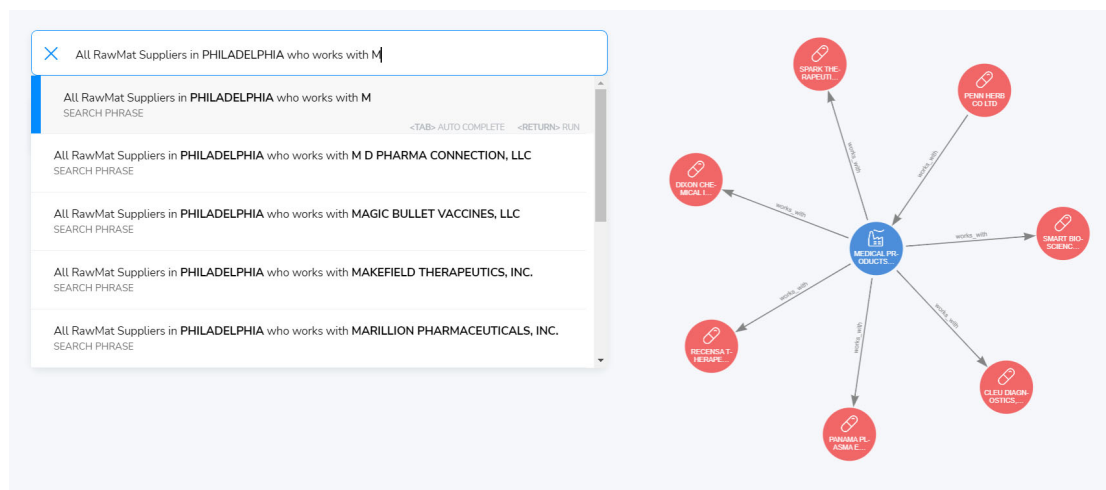 All RawMat Suppliers in PHILADELPHIA who works with M
All RawMat Suppliers in PHILADELPHIA who works with M
SEARCH PHRASE
<TAB> AUTO COMPLETE <RETURN> RUN
All RawMat Suppliers in PHILADELPHIA who works with M D PHARMA CONNECTION, LLC
SEARCH PHRASE
All RawMat Suppliers in PHILADELPHIA who works with MAGIC BULLET VACCINES, LLC
SEARCH PHRASE
All RawMat Suppliers in PHILADELPHIA who works with MAKEFIELD THERAPEUTICS, INC.
SEARCH PHRASE
All RawMat Suppliers in PHILADELPHIA who works with MARILLION PHARMACEUTICALS, INC.
SEARCH PHRASE
SPARK THE-
RAPEUTI...
PENN HERB
CO LTD
works_with
works_with
DIXON CHE-
MICAL I...
works_with
works_with
SMART BIO-
SCIENC...
MEDICAL PR-
ODUCTS...
works_with
works_with
works_with
RECENSA T-
HERAPE...
CLEU DIAGN-
OSTICS,...
PANAMA PL-
ASMA E...